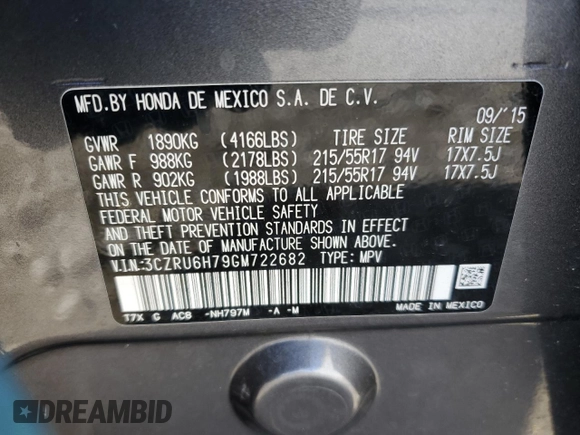 MFD.BY HONDA DE MEXICO S.A. DE C.V.
09/'15
GVWR 1890KG (4166LBS) TIRE SIZE RIM SIZE
GAWR F 988KG (2178LBS) 215/55R17 94V 17X7.5J
GAWR R 902KG (1988LBS) 215/55R17 94V 17X7.5J
THIS VEHICLE CONFORMS TO ALL APPLICABLE
FEDERAL MOTOR VEHICLE SAFETY
AND THEFT PREVENTION STANDARDS IN EFFECT
ON THE DATE OF MANUFACTURE SHOWN ABOVE.
V.I.N.:3CZRU6H79GM722682 TYPE: MPV
T7X G AC8 -NH797M -A -M MADE IN MEXICO
DREAMBID